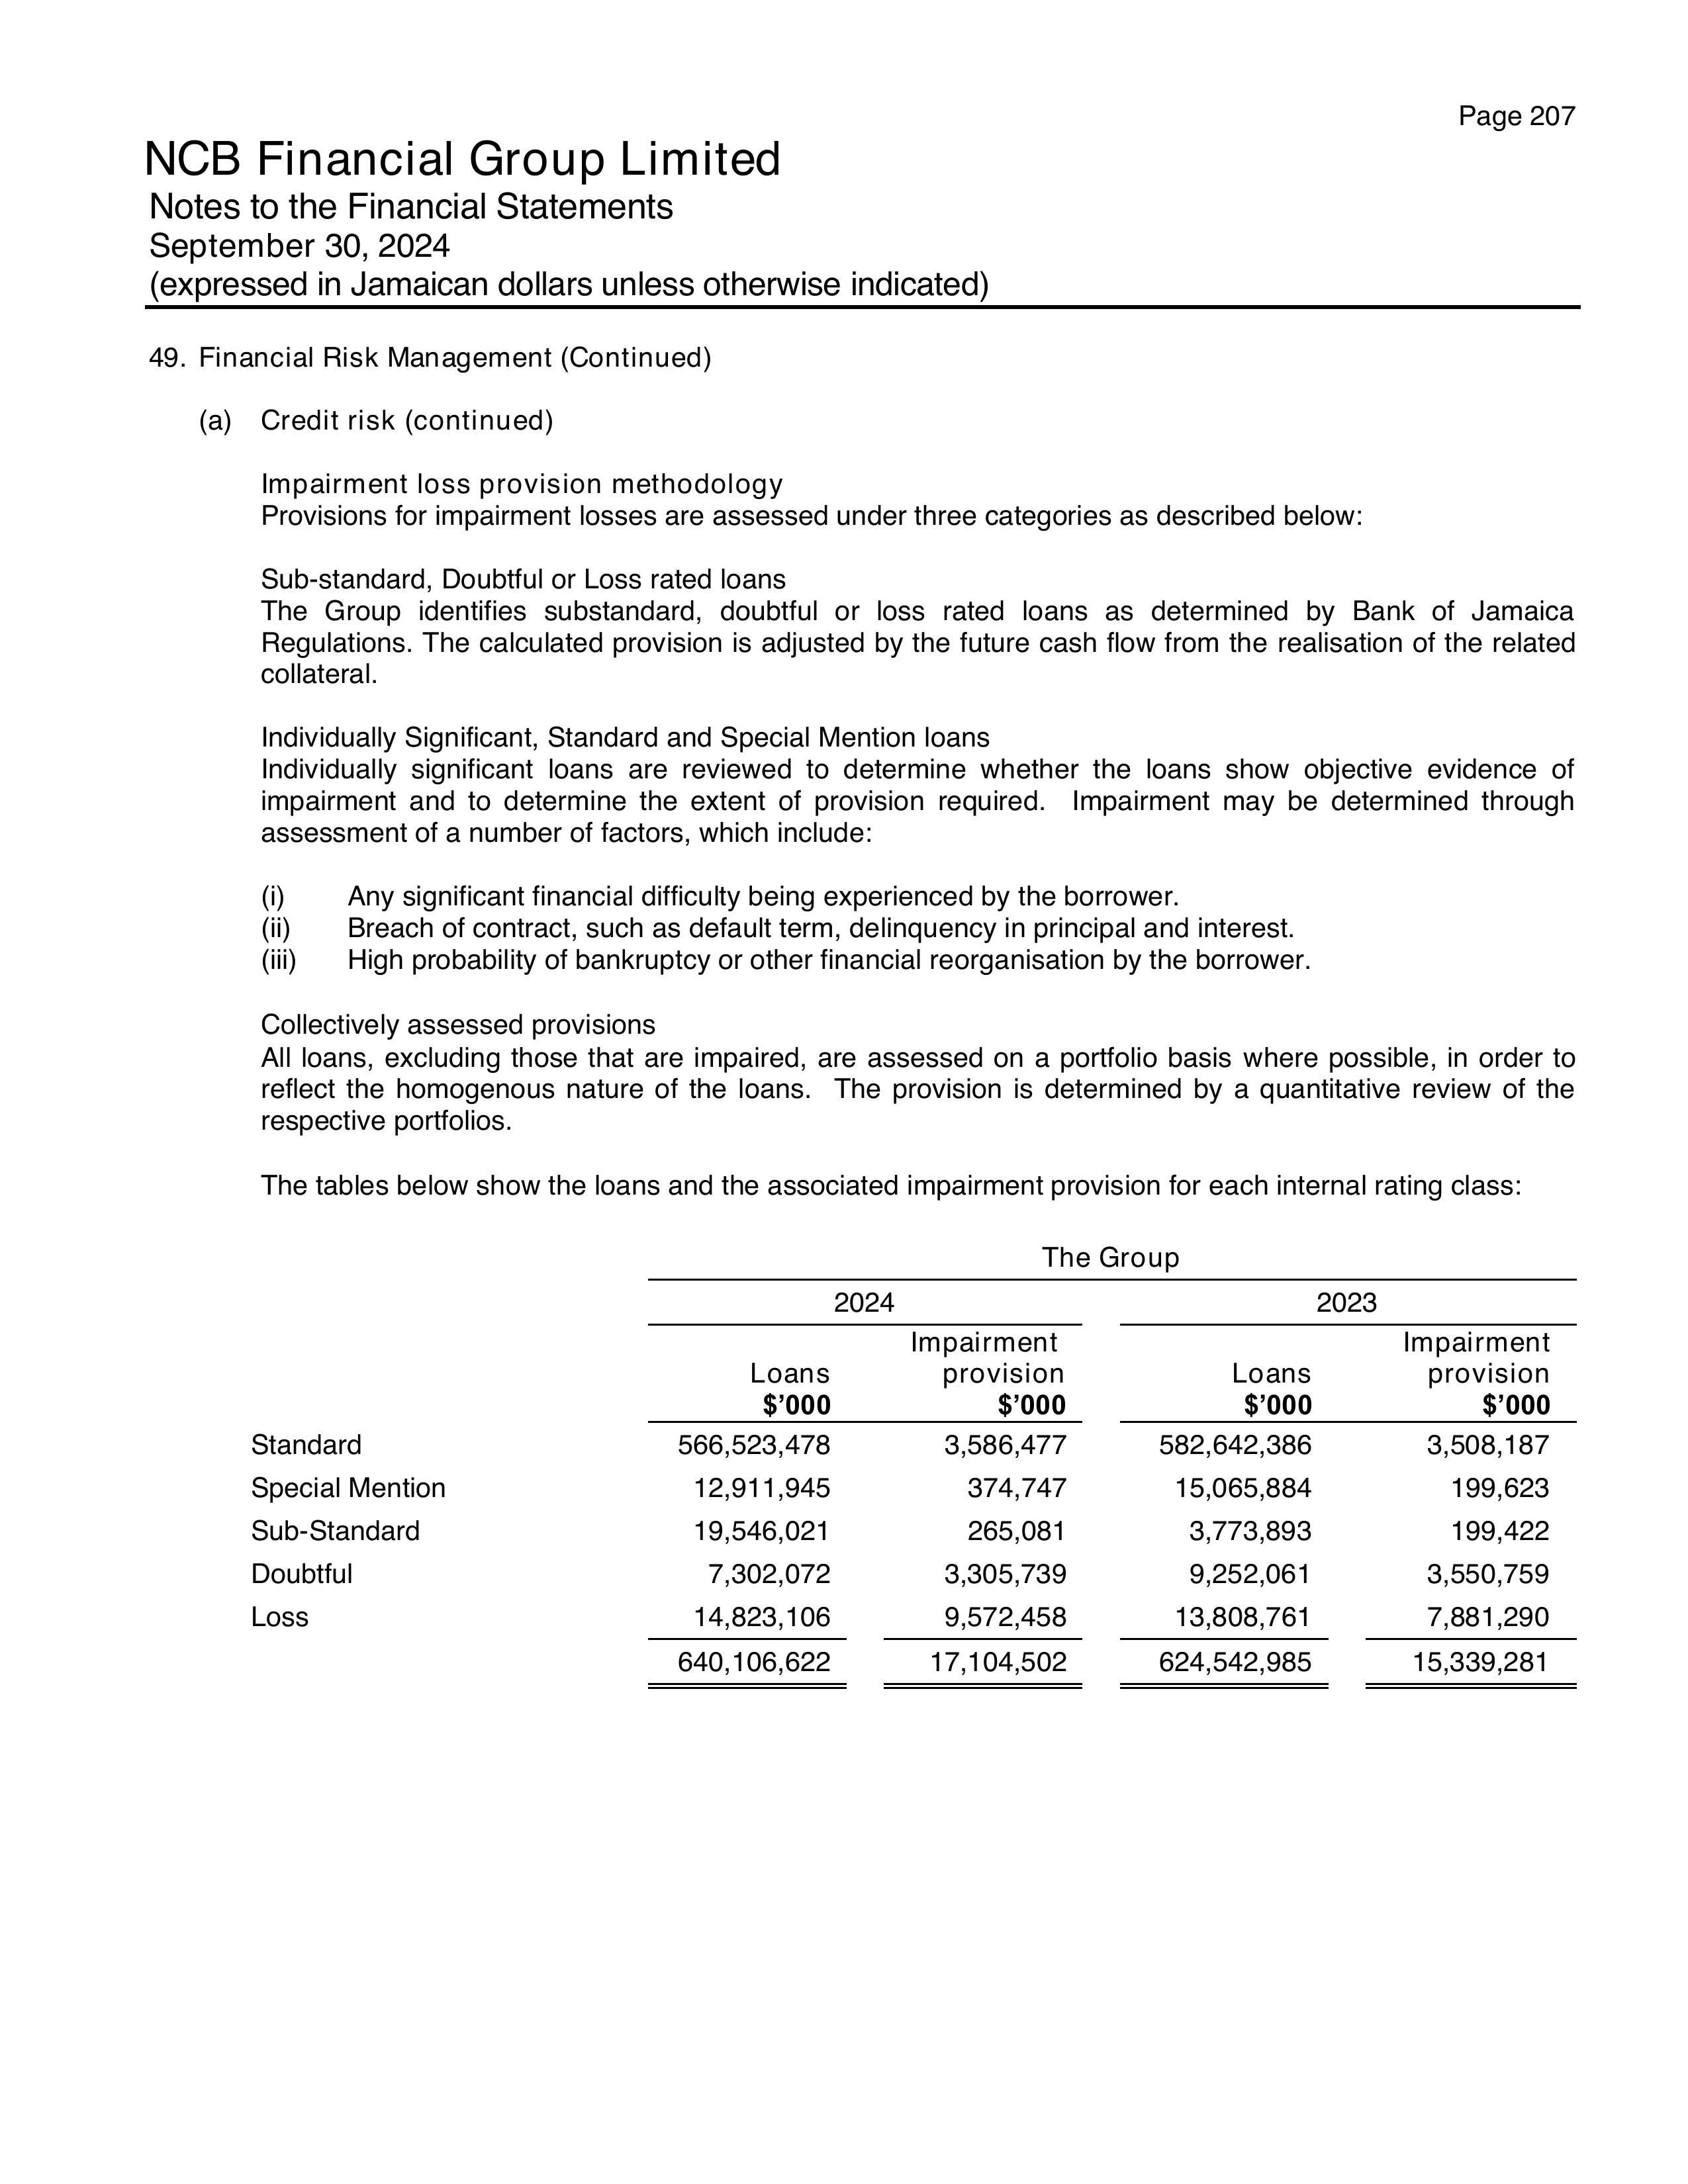 Page 207
NCB Financial Group Limited
Notes to the Financial Statements
September 30, 2024
(expressed in Jamaican dollars unless otherwise indicated)
49. Financial Risk Management (Continued)
(a) Credit risk (continued)
Impairment loss provision methodology
Provisions for impairment losses are assessed under three categories as described below:
Sub-standard, Doubtful or Loss rated loans
The Group identifies substandard, doubtful or loss rated loans as determined by Bank of Jamaica
Regulations. The calculated provision is adjusted by the future cash flow from the realisation of the related
collateral.
Individually Significant, Standard and Special Mention loans
Individually significant loans are reviewed to determine whether the loans show objective evidence of
impairment and to determine the extent of provision required. Impairment may be determined through
assessment of a number of factors, which include:
(i) Any significant financial difficulty being experienced by the borrower.
(ii) Breach of contract, such as default term, delinquency in principal and interest.
(iii) High probability of bankruptcy or other financial reorganisation by the borrower.
Collectively assessed provisions
All loans, excluding those that are impaired, are assessed on a portfolio basis where possible, in order to
reflect the homogenous nature of the loans. The provision is determined by a quantitative review of the
respective portfolios.
The tables below show the loans and the associated impairment provision for each internal rating class:
The Group
2024 2023
Impairment Impairment
Loans provision Loans provision
$’000 $’000 $’000 $’000
Standard 566,523,478 3,586,477 582,642,386 3,508,187
Special Mention 12,911,945 374,747 15,065,884 199,623
Sub-Standard 19,546,021 265,081 3,773,893 199,422
Doubtful 7,302,072 3,305,739 9,252,061 3,550,759
Loss 14,823,106 9,572,458 13,808,761 7,881,290
640,106,622 17,104,502 624,542,985 15,339,281